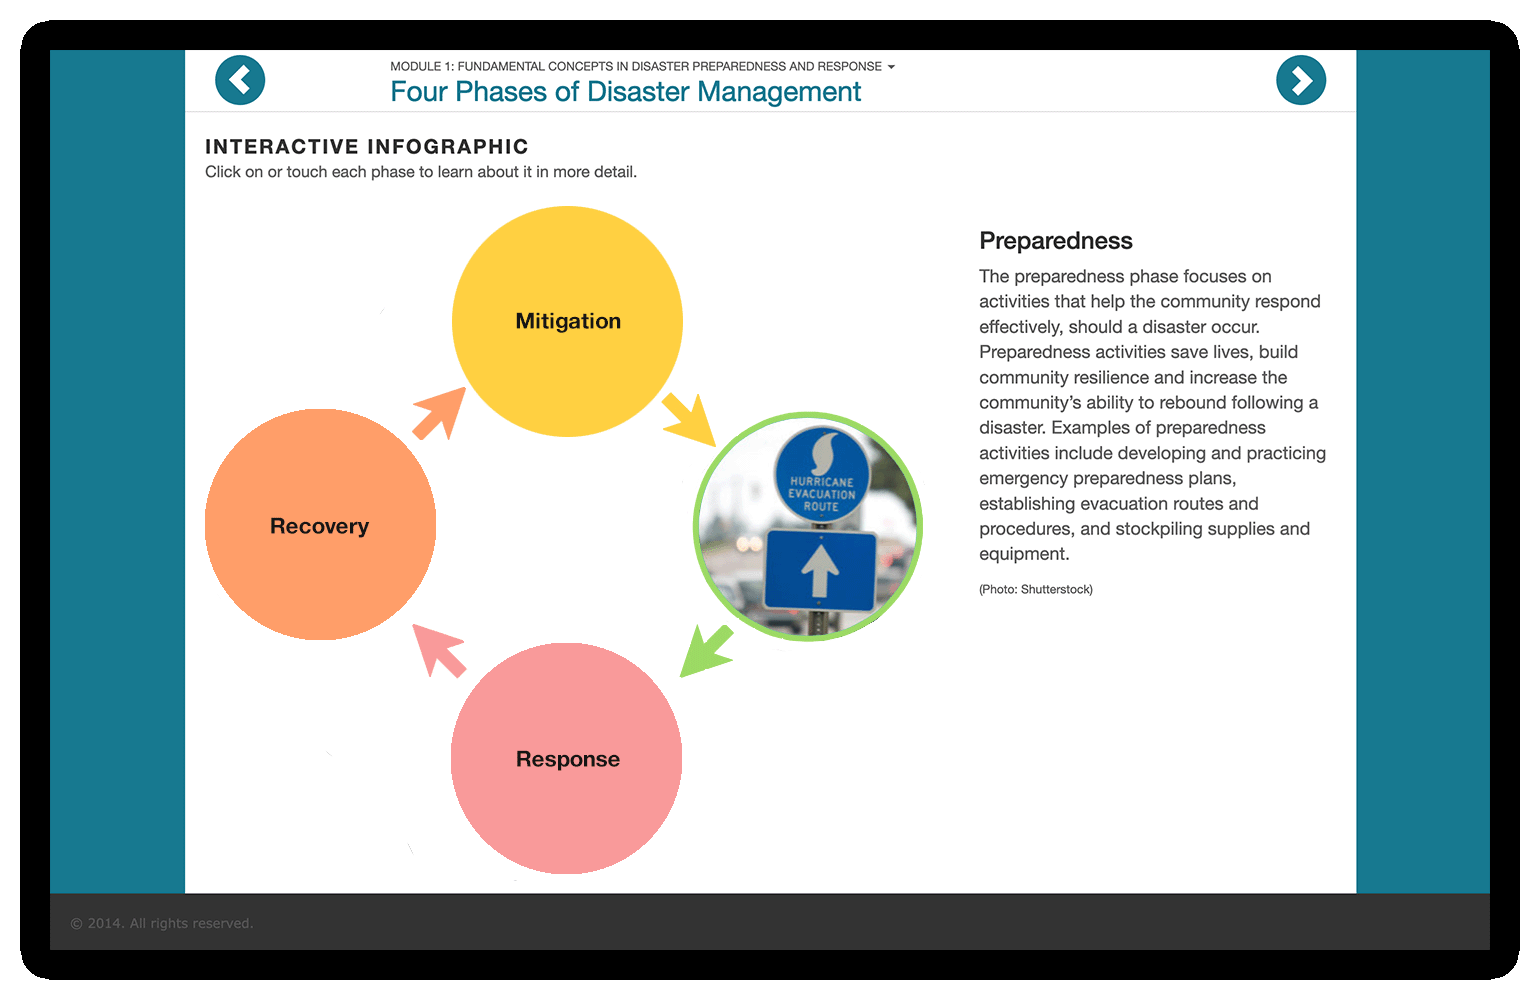 MODULE 1: FUNDAMENTAL CONCEPTS IN DISASTER PREPAREDNESS AND RESPONSE
Four Phases of Disaster Management
INTERACTIVE INFOGRAPHIC
Click on or touch each phase to learn about it in more detail.
Mitigation
Recovery
HURRICANE
EVACUATION
ROUTE
Response
Preparedness
The preparedness phase focuses on
activities that help the community respond
effectively, should a disaster occur.
Preparedness activities save lives, build
community resilience and increase the
community’s ability to rebound following a
disaster. Examples of preparedness
activities include developing and practicing
emergency preparedness plans,
establishing evacuation routes and
procedures, and stockpiling supplies and
equipment.
(Photo: Shutterstock)
© 2014. All rights reserved.